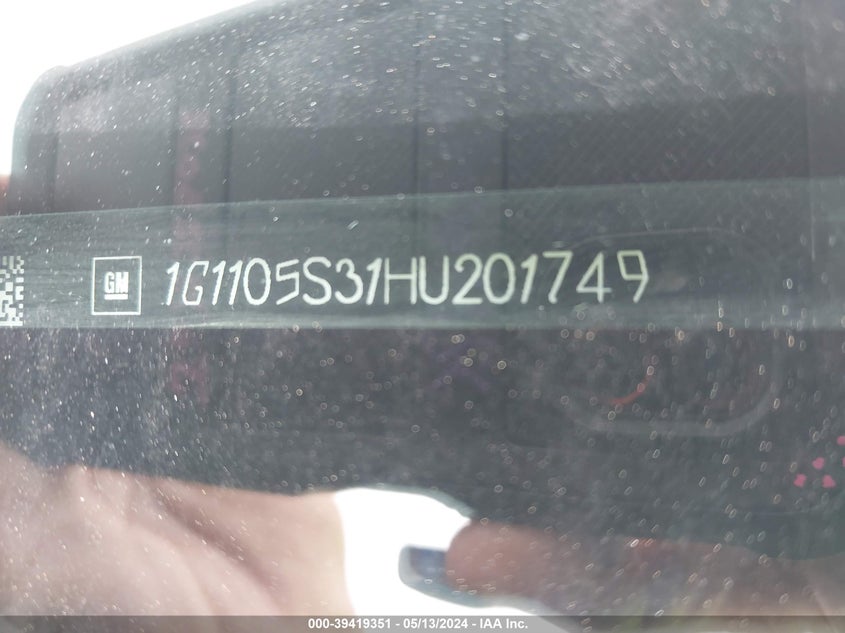 GM 1G1105S31HU201749
000-39419351 - 05/13/2024 - IAA Inc.